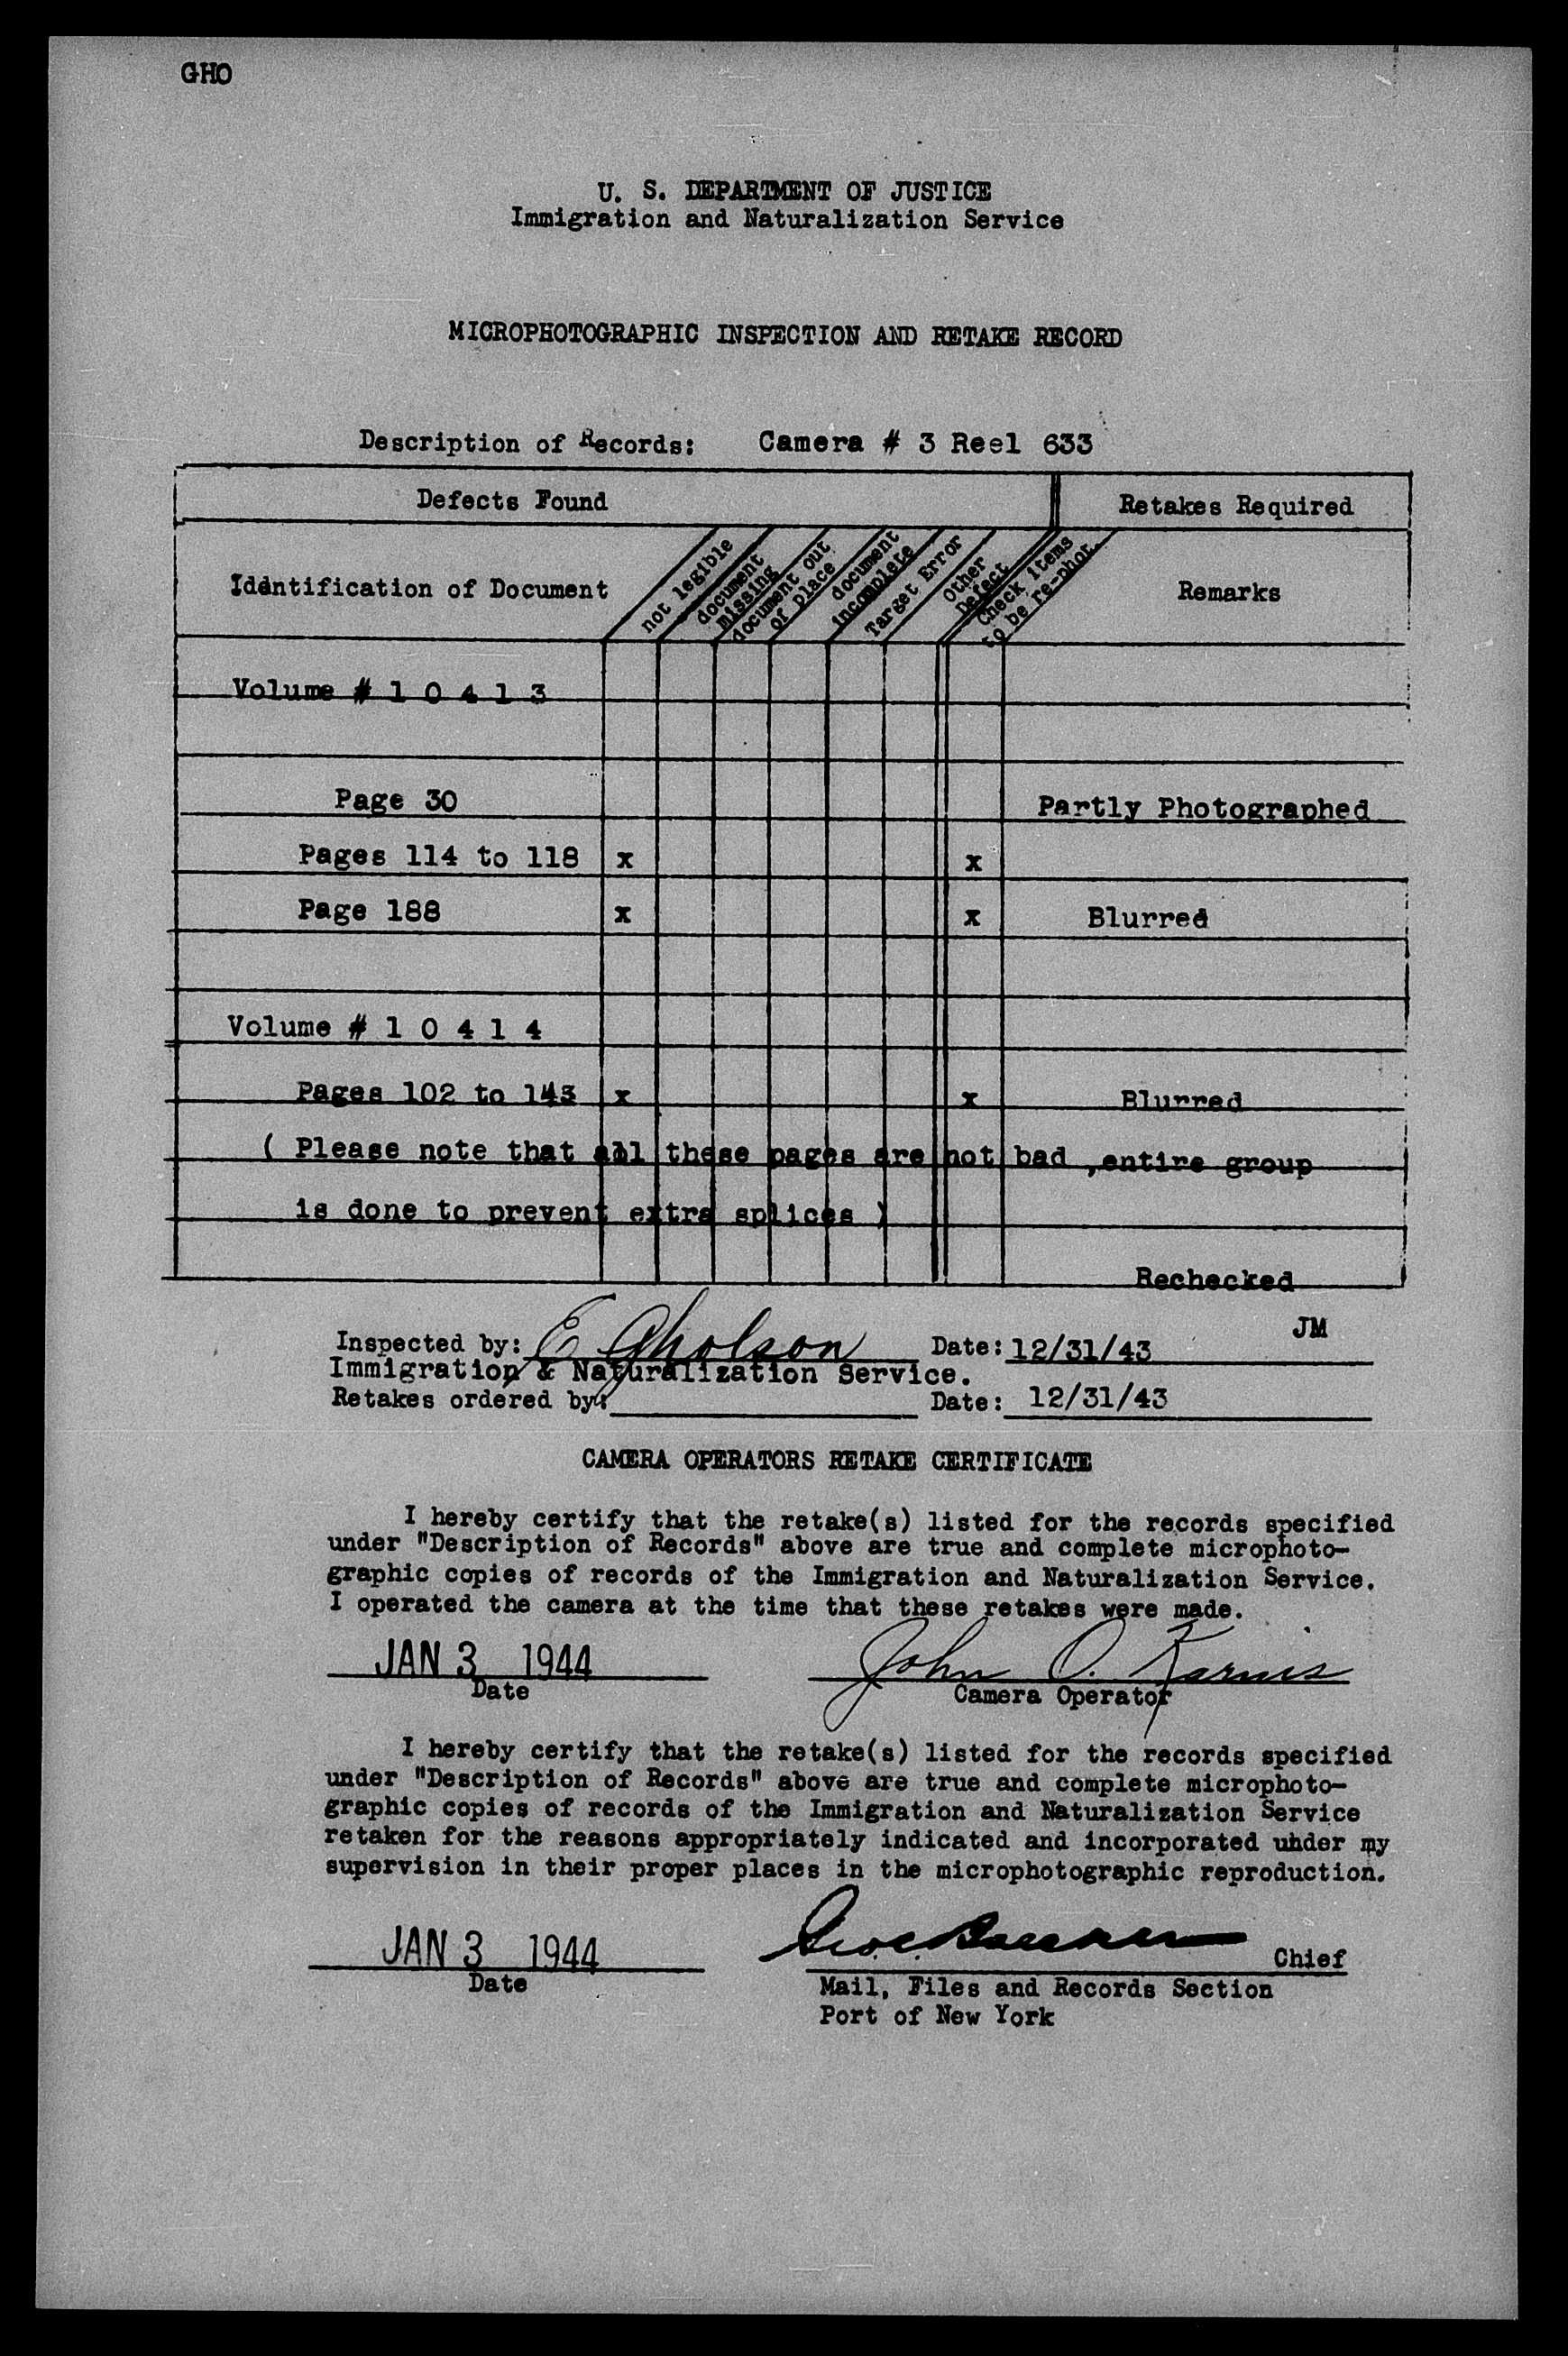 GHO
U. S. DEPARTMENT OF JUSTICE
Immigration and Naturalization Service
MICROPHOTOGRAPHIC INSPECTION AND RETAKE RECORD
Description of Records: Camera # 3 Reel 633
Defects Found Retakes Required
Identification of Document not legible document missing document out of place document incomplete Target Error Other Defect Check items to be re-phot. Remarks
Volume # 1 0 4 1 3
Page 30 Partly Photographed
Pages 114 to 118 x x
Page 188 x x Blurred
Volume # 1 0 4 1 4
Pages 102 to 143 x x Blurred
( Please note that all these pages are not bad ,entire group
is done to prevent extra splices )
Rechecked
JM
Inspected by: E Gholson Date: 12/31/43
Immigration & Naturalization Service.
Retakes ordered by: Date: 12/31/43
CAMERA OPERATORS RETAKE CERTIFICATE
I hereby certify that the retake(s) listed for the records specified
under "Description of Records" above are true and complete microphoto-
graphic copies of records of the Immigration and Naturalization Service.
I operated the camera at the time that these retakes were made.
JAN 3 1944 John O. Karnis
Date Camera Operator
I hereby certify that the retake(s) listed for the records specified
under "Description of Records" above are true and complete microphoto-
graphic copies of records of the Immigration and Naturalization Service
retaken for the reasons appropriately indicated and incorporated under my
supervision in their proper places in the microphotographic reproduction.
JAN 3 1944 Chief
Date Mail, Files and Records Section
Port of New York